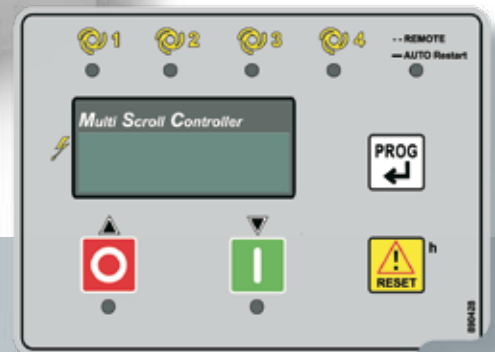 1 2 3 4
-- REMOTE
— AUTO Restart
Multi Scroll Controller
PROG
RESET
h
890428